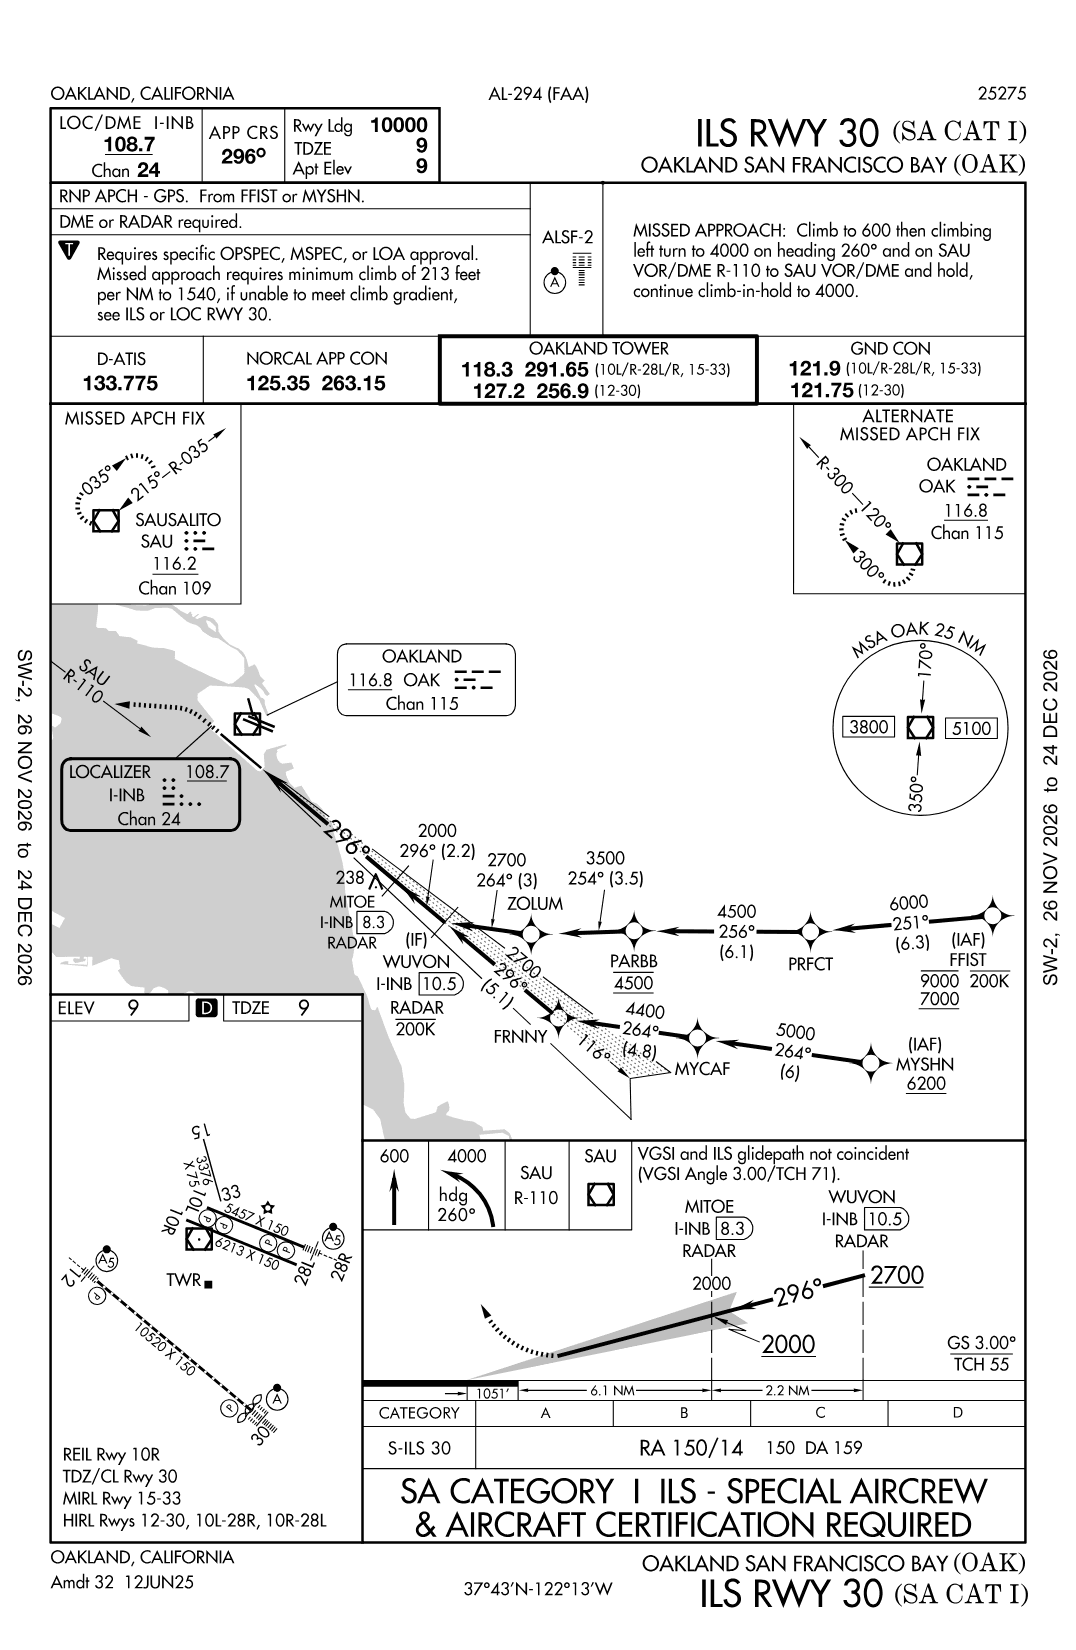 OAKLAND, CALIFORNIA
AL-294 (FAA)
25275
LOC/DME I-INB
108.7
Chan 24
APP CRS
296°
Rwy Ldg 10000
TDZE 9
Apt Elev 9
ILS RWY 30 (SA CAT I)
OAKLAND SAN FRANCISCO BAY (OAK)
RNP APCH - GPS. From FFIST or MYSHN.
DME or RADAR required.
T
Requires specific OPSPEC, MSPEC, or LOA approval.
Missed approach requires minimum climb of 213 feet
per NM to 1540, if unable to meet climb gradient,
see ILS or LOC RWY 30.
ALSF-2
A
MISSED APPROACH: Climb to 600 then climbing
left turn to 4000 on heading 260° and on SAU
VOR/DME R-110 to SAU VOR/DME and hold,
continue climb-in-hold to 4000.
D-ATIS
133.775
NORCAL APP CON
125.35 263.15
OAKLAND TOWER
118.3 291.65 (10L/R-28L/R, 15-33)
127.2 256.9 (12-30)
GND CON
121.9 (10L/R-28L/R, 15-33)
121.75 (12-30)
MISSED APCH FIX
035°
215°
R-035
SAUSALITO
SAU
116.2
Chan 109
ALTERNATE
MISSED APCH FIX
R-300
120°
300°
OAKLAND
OAK
116.8
Chan 115
SAU
R-110
OAKLAND
116.8 OAK
Chan 115
LOCALIZER 108.7
I-INB
Chan 24
MSA OAK 25 NM
170°
3800
5100
350°
296°
2000
296° (2.2)
2700
264° (3)
3500
254° (3.5)
ZOLUM
238
MITOE
I-INB 8.3
RADAR
(IF)
WUVON
I-INB 10.5
RADAR
200K
2700
296°
(5.1)
PARBB
4500
4500
256°
(6.1)
PRFCT
6000
251°
(6.3)
(IAF)
FFIST
9000 200K
7000
FRNNY
116°
4400
264°
(4.8)
MYCAF
5000
264°
(6)
(IAF)
MYSHN
6200
SW-2, 26 NOV 2026 to 24 DEC 2026
SW-2, 26 NOV 2026 to 24 DEC 2026
ELEV 9
D
TDZE 9
15
3376
X 75
33
10L
10R
5457 X 150
6213 X 150
P
P
P
P
A5
28L
28R
TWR
A5
12
P
10520 X 150
P
A
30
REIL Rwy 10R
TDZ/CL Rwy 30
MIRL Rwy 15-33
HIRL Rwys 12-30, 10L-28R, 10R-28L
600
4000
hdg
260°
SAU
R-110
SAU
VGSI and ILS glidepath not coincident
(VGSI Angle 3.00/TCH 71).
MITOE
I-INB 8.3
RADAR
WUVON
I-INB 10.5
RADAR
2000
296°
2700
2000
GS 3.00°
TCH 55
1051'
6.1 NM
2.2 NM
CATEGORY A B C D
S-ILS 30 RA 150/14 150 DA 159
SA CATEGORY I ILS - SPECIAL AIRCREW
& AIRCRAFT CERTIFICATION REQUIRED
OAKLAND, CALIFORNIA
Amdt 32 12JUN25
37°43'N-122°13'W
OAKLAND SAN FRANCISCO BAY (OAK)
ILS RWY 30 (SA CAT I)